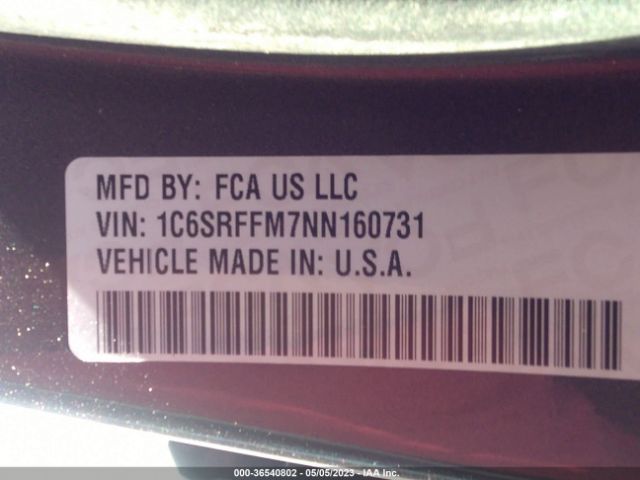 MFD BY: FCA US LLC
VIN: 1C6SRFFM7NN160731
VEHICLE MADE IN: U.S.A.
000-36540802 - 05/05/2023 - IAA Inc.